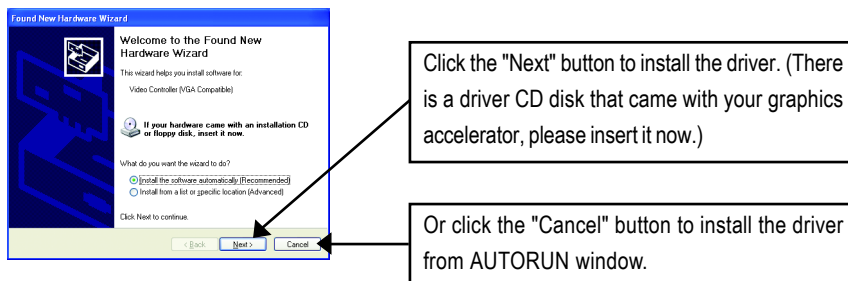 Found New Hardware Wizard
Welcome to the Found New
Hardware Wizard
This wizard helps you install software for:
Video Controller (VGA Compatible)
If your hardware came with an installation CD
or floppy disk, insert it now.
What do you want the wizard to do?
Install the software automatically (Recommended)
Install from a list or specific location (Advanced)
Click Next to continue.
< Back
Next >
Cancel
Click the "Next" button to install the driver. (There
is a driver CD disk that came with your graphics
accelerator, please insert it now.)
Or click the "Cancel" button to install the driver
from AUTORUN window.